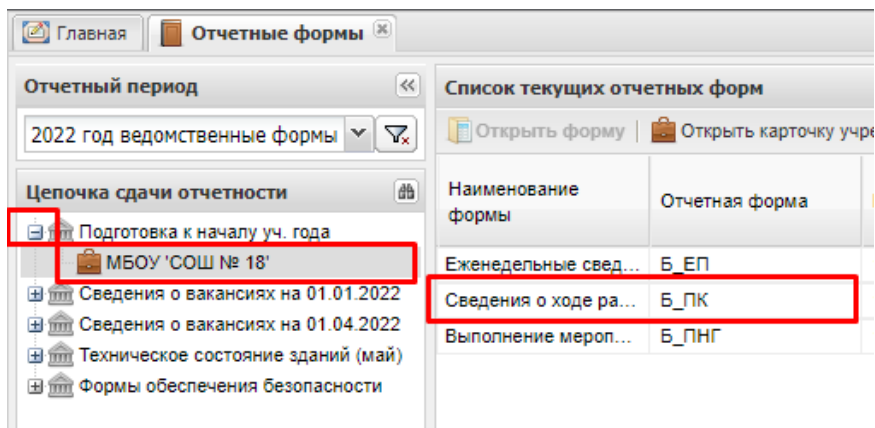 Главная
Отчетные формы
Отчетный период
2022 год ведомственные формы
Цепочка сдачи отчетности
Подготовка к началу уч. года
МБОУ 'СОШ № 18'
Сведения о вакансиях на 01.01.2022
Сведения о вакансиях на 01.04.2022
Техническое состояние зданий (май)
Формы обеспечения безопасности
Список текущих отчетных форм
Открыть форму | Открыть карточку учре
Наименование формы
Отчетная форма
Еженедельные свед... Б_ЕП
Сведения о ходе ра... Б_ПК
Выполнение мероп... Б_ПНГ